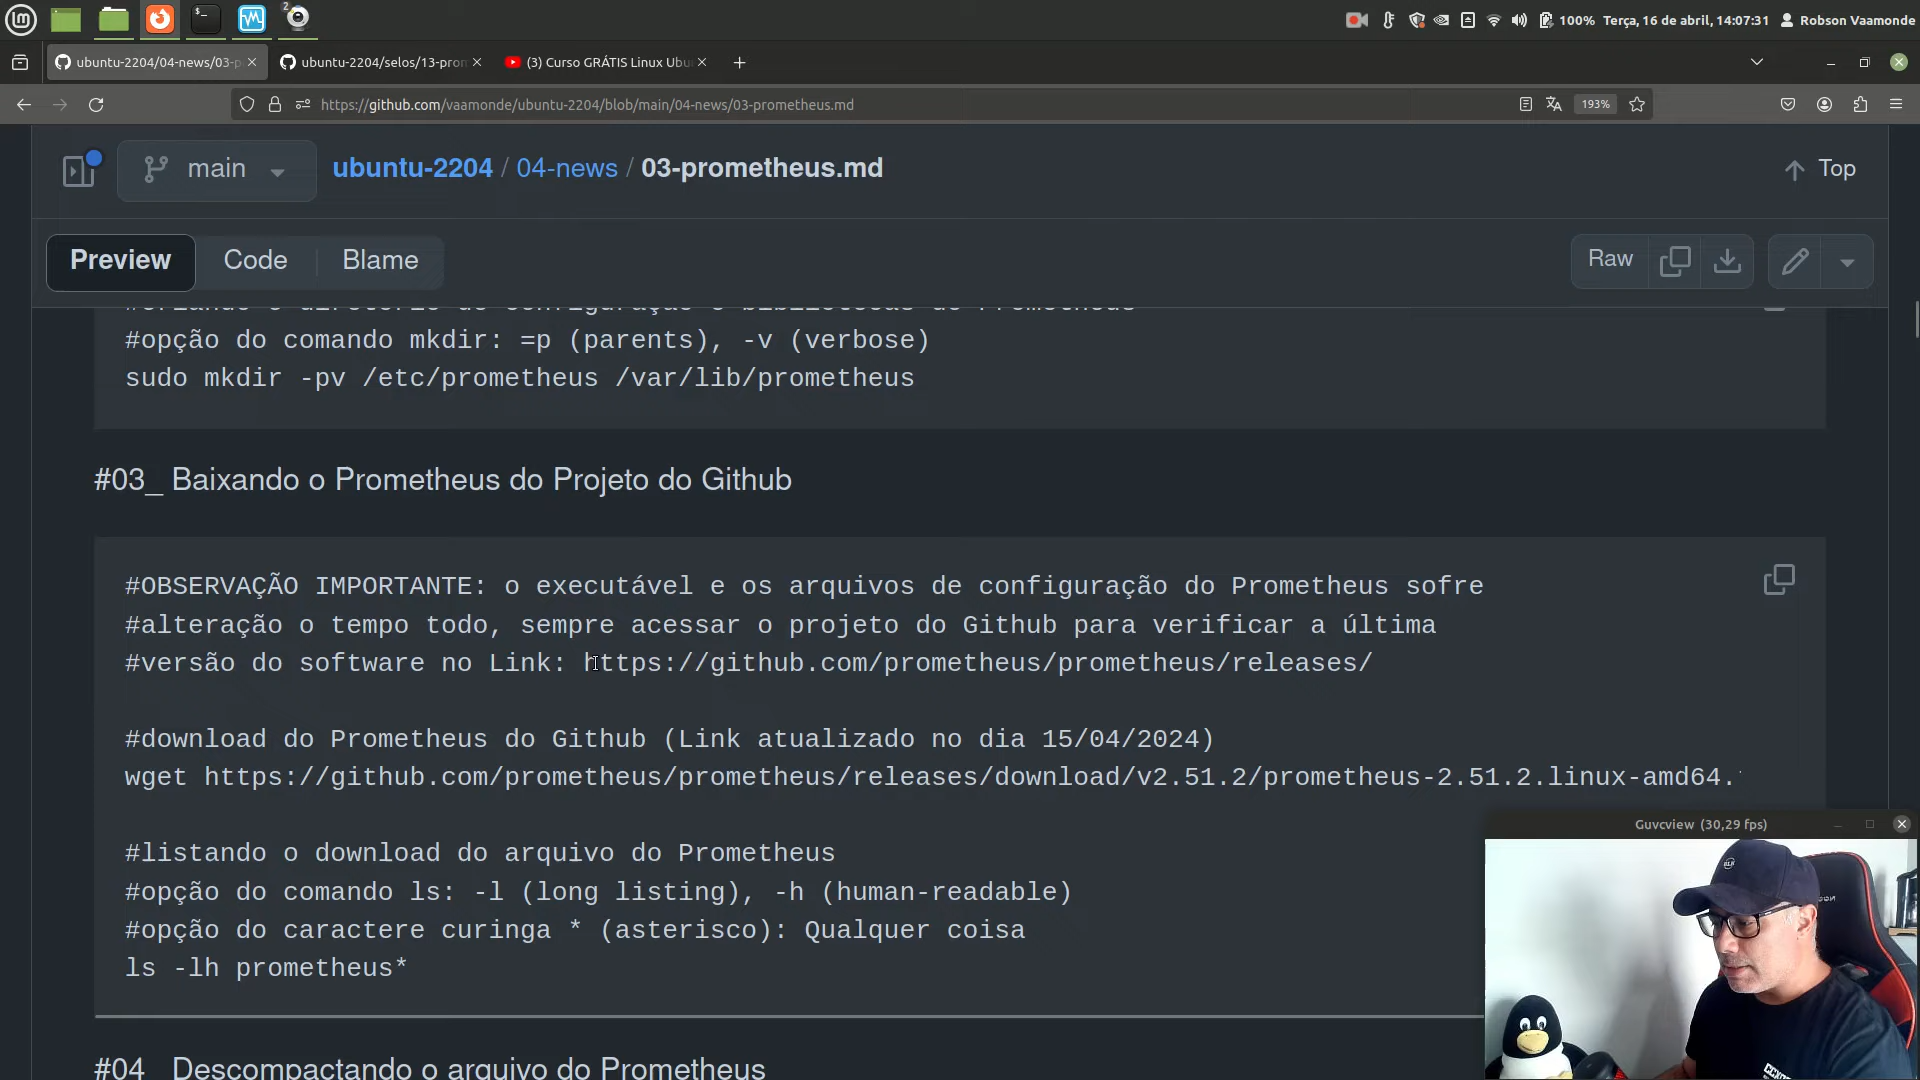 2
100% Terça, 16 de abril, 14:07:31 Robson Vaamonde
ubuntu-2204/04-news/03-p
ubuntu-2204/selos/13-pro
(3) Curso GRÁTIS Linux Ubu
https://github.com/vaamonde/ubuntu-2204/blob/main/04-news/03-prometheus.md
193%
main ubuntu-2204 / 04-news / 03-prometheus.md
Top
Preview Code Blame
Raw
#opção do comando mkdir: =p (parents), -v (verbose)
sudo mkdir -pv /etc/prometheus /var/lib/prometheus
#03_ Baixando o Prometheus do Projeto do Github
#OBSERVAÇÃO IMPORTANTE: o executável e os arquivos de configuração do Prometheus sofre
#alteração o tempo todo, sempre acessar o projeto do Github para verificar a última
#versão do software no Link: https://github.com/prometheus/prometheus/releases/
#download do Prometheus do Github (Link atualizado no dia 15/04/2024)
wget https://github.com/prometheus/prometheus/releases/download/v2.51.2/prometheus-2.51.2.linux-amd64.
#listando o download do arquivo do Prometheus
#opção do comando ls: -l (long listing), -h (human-readable)
#opção do caractere curinga * (asterisco): Qualquer coisa
ls -lh prometheus*
Guvcview (30,29 fps)
#04_ Descompactando o arquivo do Prometheus